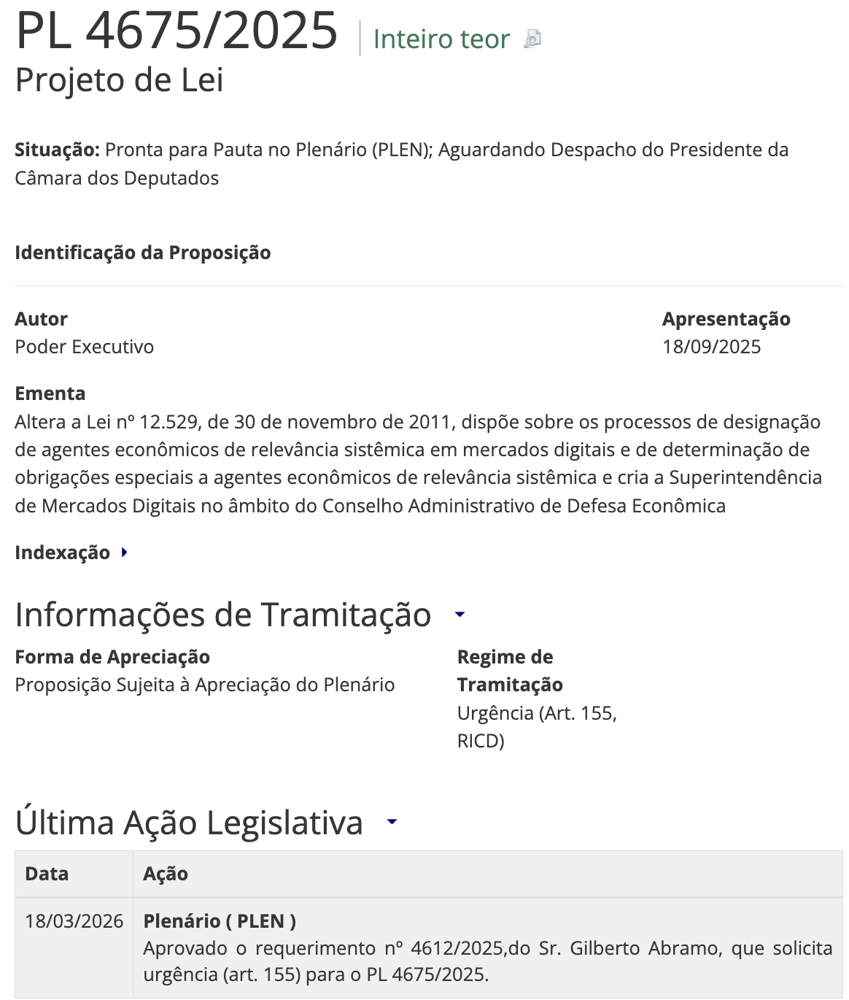 PL 4675/2025 Inteiro teor
Projeto de Lei
Situação: Pronta para Pauta no Plenário (PLEN); Aguardando Despacho do Presidente da
Câmara dos Deputados
Identificação da Proposição
Autor
Poder Executivo
Apresentação
18/09/2025
Ementa
Altera a Lei nº 12.529, de 30 de novembro de 2011, dispõe sobre os processos de designação
de agentes econômicos de relevância sistêmica em mercados digitais e de determinação de
obrigações especiais a agentes econômicos de relevância sistêmica e cria a Superintendência
de Mercados Digitais no âmbito do Conselho Administrativo de Defesa Econômica
Indexação
Informações de Tramitação
Forma de Apreciação
Proposição Sujeita à Apreciação do Plenário
Regime de
Tramitação
Urgência (Art. 155,
RICD)
Última Ação Legislativa
Data Ação
18/03/2026 Plenário ( PLEN )
Aprovado o requerimento nº 4612/2025,do Sr. Gilberto Abramo, que solicita
urgência (art. 155) para o PL 4675/2025.